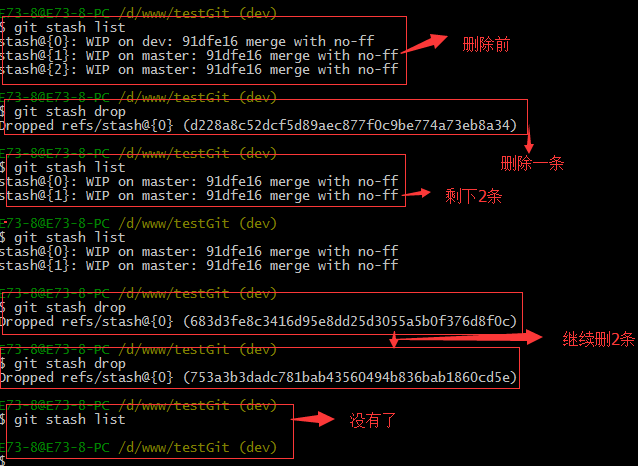 E73-8@E73-8-PC /d/www/testGit (dev)
$ git stash list
stash@{0}: WIP on dev: 91dfe16 merge with no-ff
stash@{1}: WIP on master: 91dfe16 merge with no-ff
stash@{2}: WIP on master: 91dfe16 merge with no-ff
删除前
E73-8@E73-8-PC /d/www/testGit (dev)
$ git stash drop
Dropped refs/stash@{0} (d228a8c52dcf5d89aec877f0c9be774a73eb8a34)
删除一条
E73-8@E73-8-PC /d/www/testGit (dev)
$ git stash list
stash@{0}: WIP on master: 91dfe16 merge with no-ff
stash@{1}: WIP on master: 91dfe16 merge with no-ff
剩下2条
E73-8@E73-8-PC /d/www/testGit (dev)
$ git stash list
stash@{0}: WIP on master: 91dfe16 merge with no-ff
stash@{1}: WIP on master: 91dfe16 merge with no-ff
E73-8@E73-8-PC /d/www/testGit (dev)
$ git stash drop
Dropped refs/stash@{0} (683d3fe8c3416d95e8dd25d3055a5b0f376d8f0c)
继续删2条
E73-8@E73-8-PC /d/www/testGit (dev)
$ git stash drop
Dropped refs/stash@{0} (753a3b3dadc781bab43560494b836bab1860cd5e)
E73-8@E73-8-PC /d/www/testGit (dev)
$ git stash list
没有了
E73-8@E73-8-PC /d/www/testGit (dev)
$